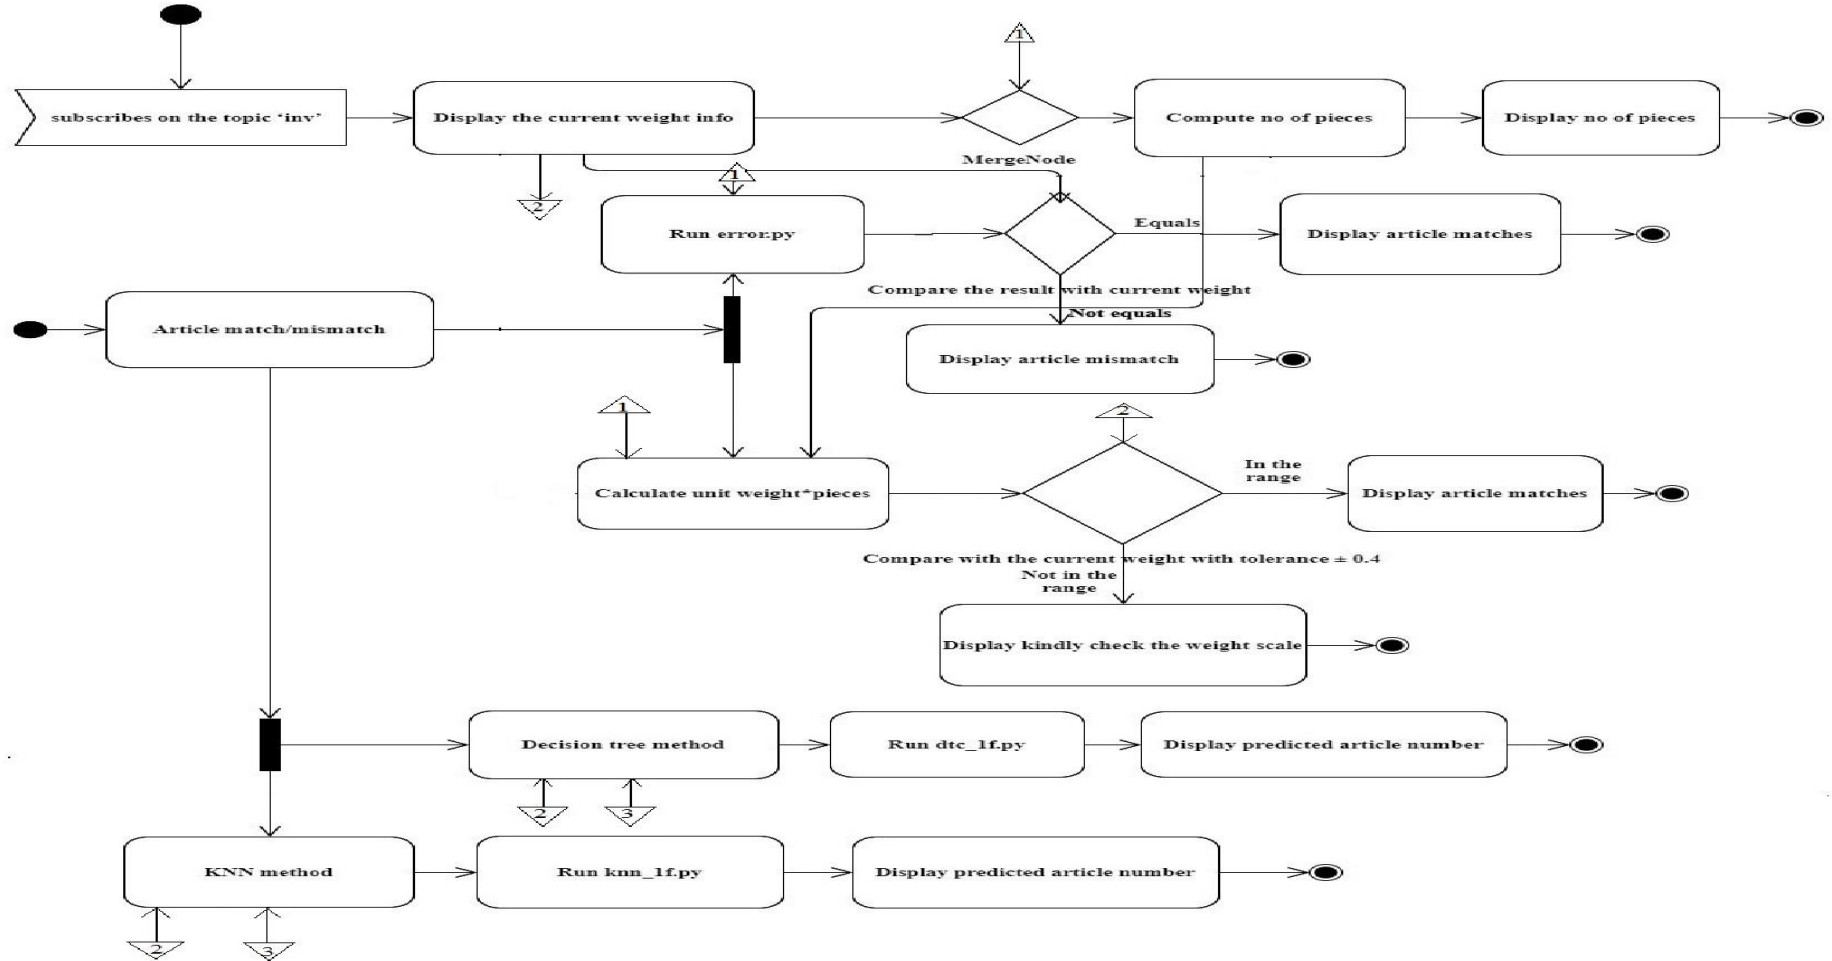 1
subscribes on the topic ‘inv’
Display the current weight info
Compute no of pieces
Display no of pieces
MergeNode
1
2
Run error.py
Equals
Display article matches
Compare the result with current weight
Not equals
Article match/mismatch
Display article mismatch
1
2
In the
range
Calculate unit weight*pieces
Display article matches
Compare with the current weight with tolerance ± 0.4
Not in the
range
Display kindly check the weight scale
Decision tree method
Run dtc_1f.py
Display predicted article number
2
3
KNN method
Run knn_1f.py
Display predicted article number
2
3